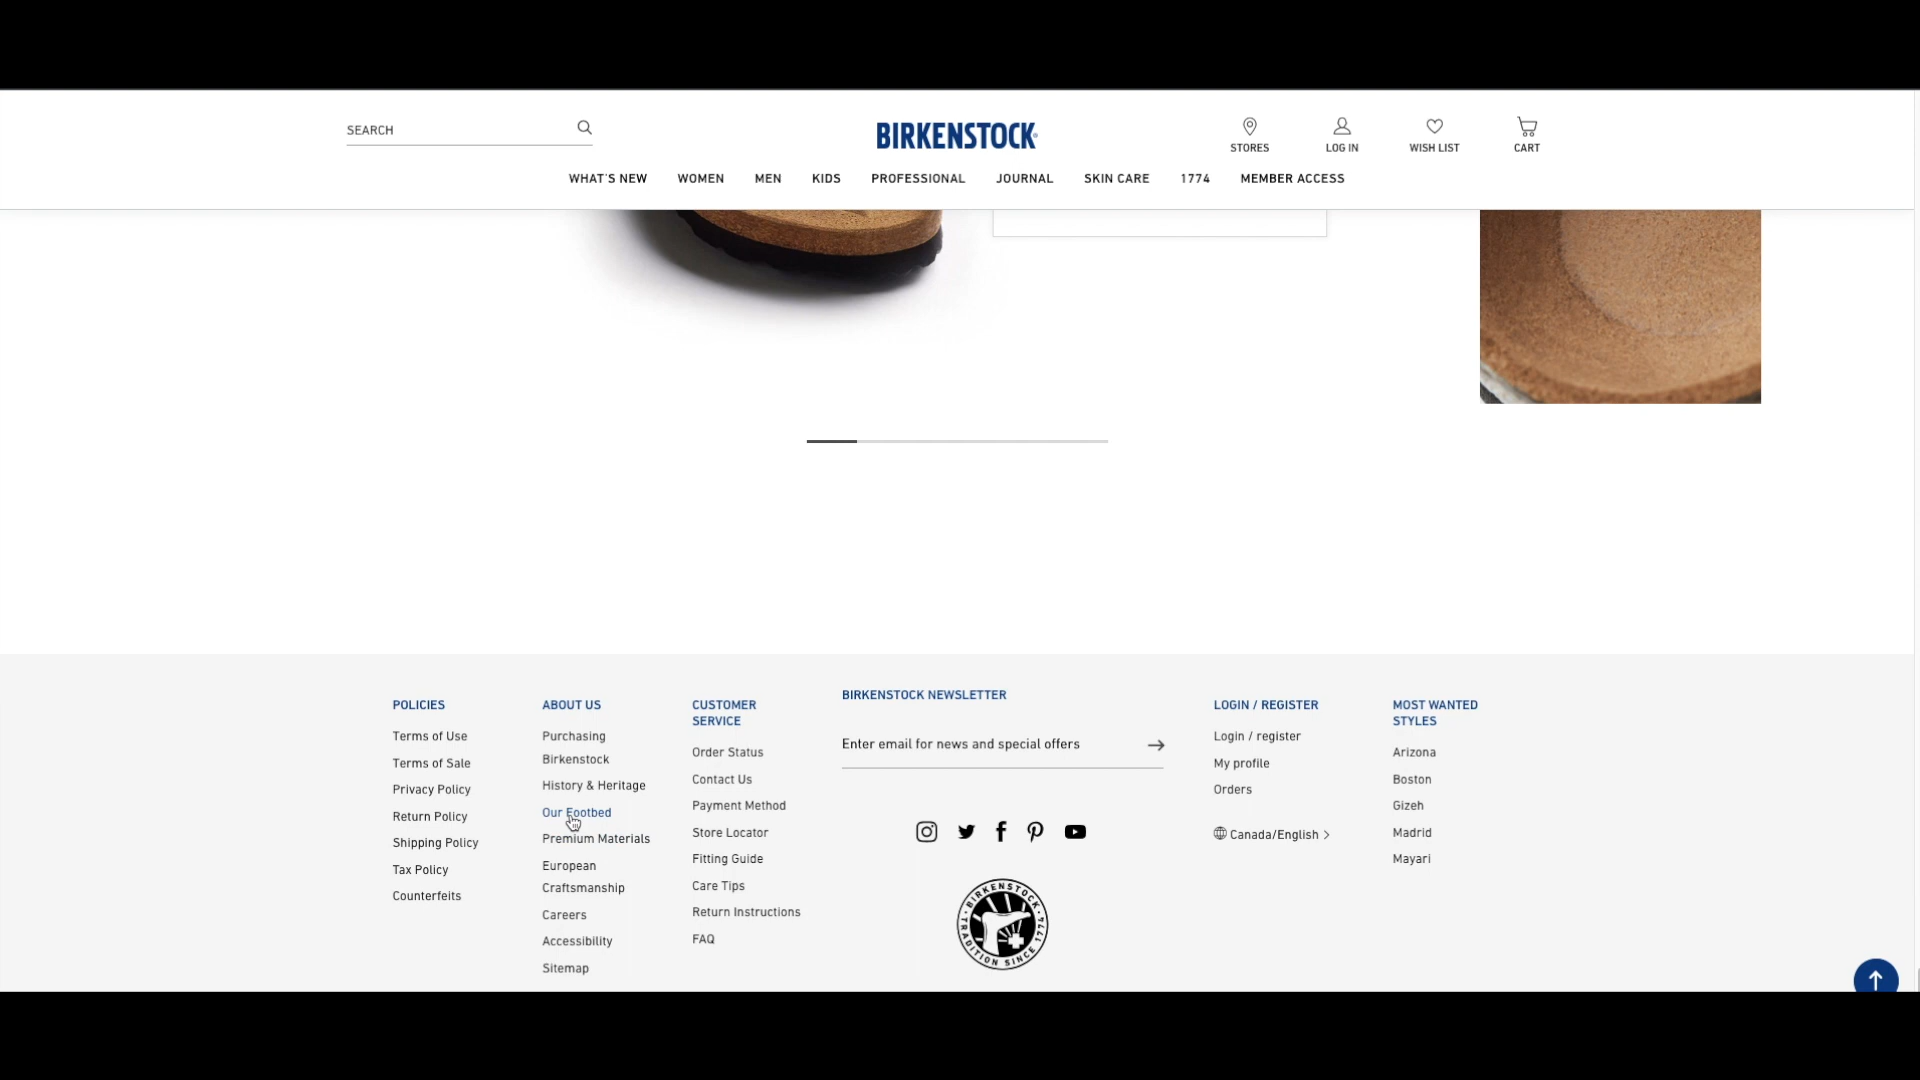 SEARCH
BIRKENSTOCK
STORES
LOG IN
WISH LIST
CART
WHAT'S NEW
WOMEN
MEN
KIDS
PROFESSIONAL
JOURNAL
SKIN CARE
1774
MEMBER ACCESS
POLICIES
Terms of Use
Terms of Sale
Privacy Policy
Return Policy
Shipping Policy
Tax Policy
Counterfeits
ABOUT US
Purchasing
Birkenstock
History & Heritage
Our Footbed
Premium Materials
European
Craftsmanship
Careers
Accessibility
Sitemap
CUSTOMER
SERVICE
Order Status
Contact Us
Payment Method
Store Locator
Fitting Guide
Care Tips
Return Instructions
FAQ
BIRKENSTOCK NEWSLETTER
Enter email for news and special offers
BIRKENSTOCK
TRADITION SINCE 1774
LOGIN / REGISTER
Login / register
My profile
Orders
Canada/English
MOST WANTED
STYLES
Arizona
Boston
Gizeh
Madrid
Mayari